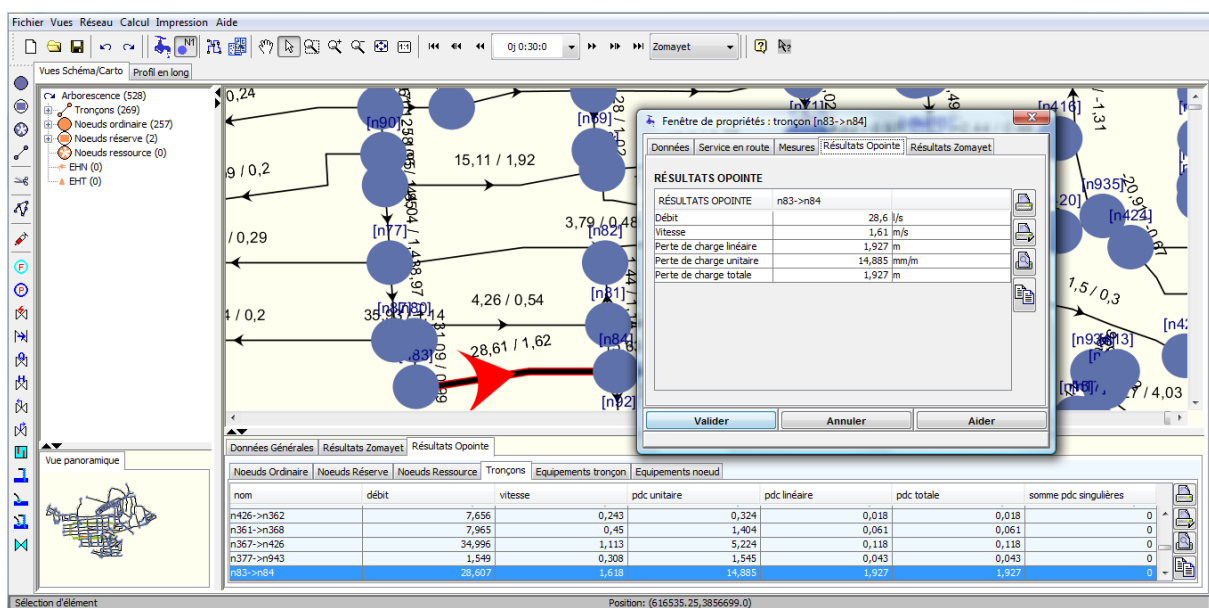 Fichier Vues Réseau Calcul Impression Aide
N1
1:1
0j 0:30:0
Zomayet
Vues Schéma/Carto Profil en long
Arborescence (528)
Tronçons (269)
Noeuds ordinaire (257)
Noeuds réserve (2)
Noeuds ressource (0)
EHN (0)
EHT (0)
0,24
[n90]
[n69]
15,11 / 1,92
/ 0,2
3,79 / 0,48
[n82]
[n77]
/ 0,29
[n81]
4,26 / 0,54
/ 0,2
[n84]
28,61 / 1,62
[n92]
[n416]
-1,31
[n935]
[n424]
1,5 / 0,3
/ 4,03
Fenêtre de propriétés : tronçon [n83->n84]
Données Service en route Mesures Résultats Opointe Résultats Zomayet
RÉSULTATS OPOINTE
RÉSULTATS OPOINTE n83->n84
Débit 28,6 l/s
Vitesse 1,61 m/s
Perte de charge linéaire 1,927 m
Perte de charge unitaire 14,885 mm/m
Perte de charge totale 1,927 m
Valider Annuler Aider
Vue panoramique
Données Générales Résultats Zomayet Résultats Opointe
Noeuds Ordinaire Noeuds Réserve Noeuds Ressource Tronçons Equipements tronçon Equipements noeud
nom débit vitesse pdc unitaire pdc linéaire pdc totale somme pdc singulières
n426->n362 7,656 0,243 0,324 0,018 0,018 0
n361->n368 7,965 0,45 1,404 0,061 0,061 0
n367->n426 34,996 1,113 5,224 0,118 0,118 0
n377->n943 1,549 0,308 1,545 0,043 0,043 0
n83->n84 28,607 1,618 14,885 1,927 1,927 0
Sélection d'élément Position: (616535.25,3856699.0)